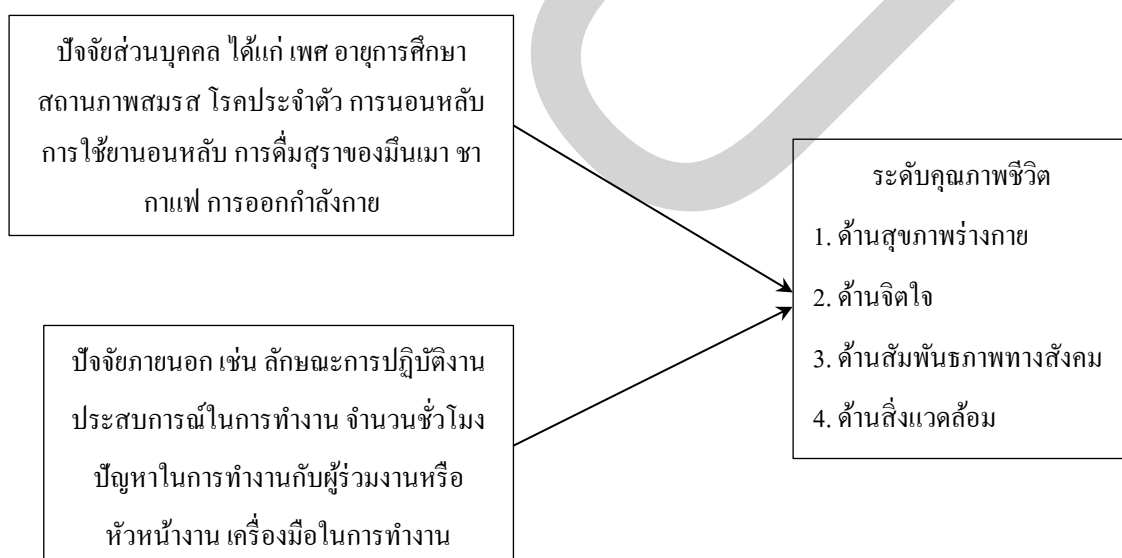 ปัจจัยส่วนบุคคล ได้แก่ เพศ อายุการศึกษา
สถานภาพสมรส โรคประจำตัว การนอนหลับ
การใช้ยานอนหลับ การดื่มสุราของมึนเมา ชา
กาแฟ การออกกำลังกาย
ปัจจัยภายนอก เช่น ลักษณะการปฏิบัติงาน
ประสบการณ์ในการทำงาน จำนวนชั่วโมง
ปัญหาในการทำงานกับผู้ร่วมงานหรือ
หัวหน้างาน เครื่องมือในการทำงาน
ระดับคุณภาพชีวิต
1. ด้านสุขภาพร่างกาย
2. ด้านจิตใจ
3. ด้านสัมพันธภาพทางสังคม
4. ด้านสิ่งแวดล้อม